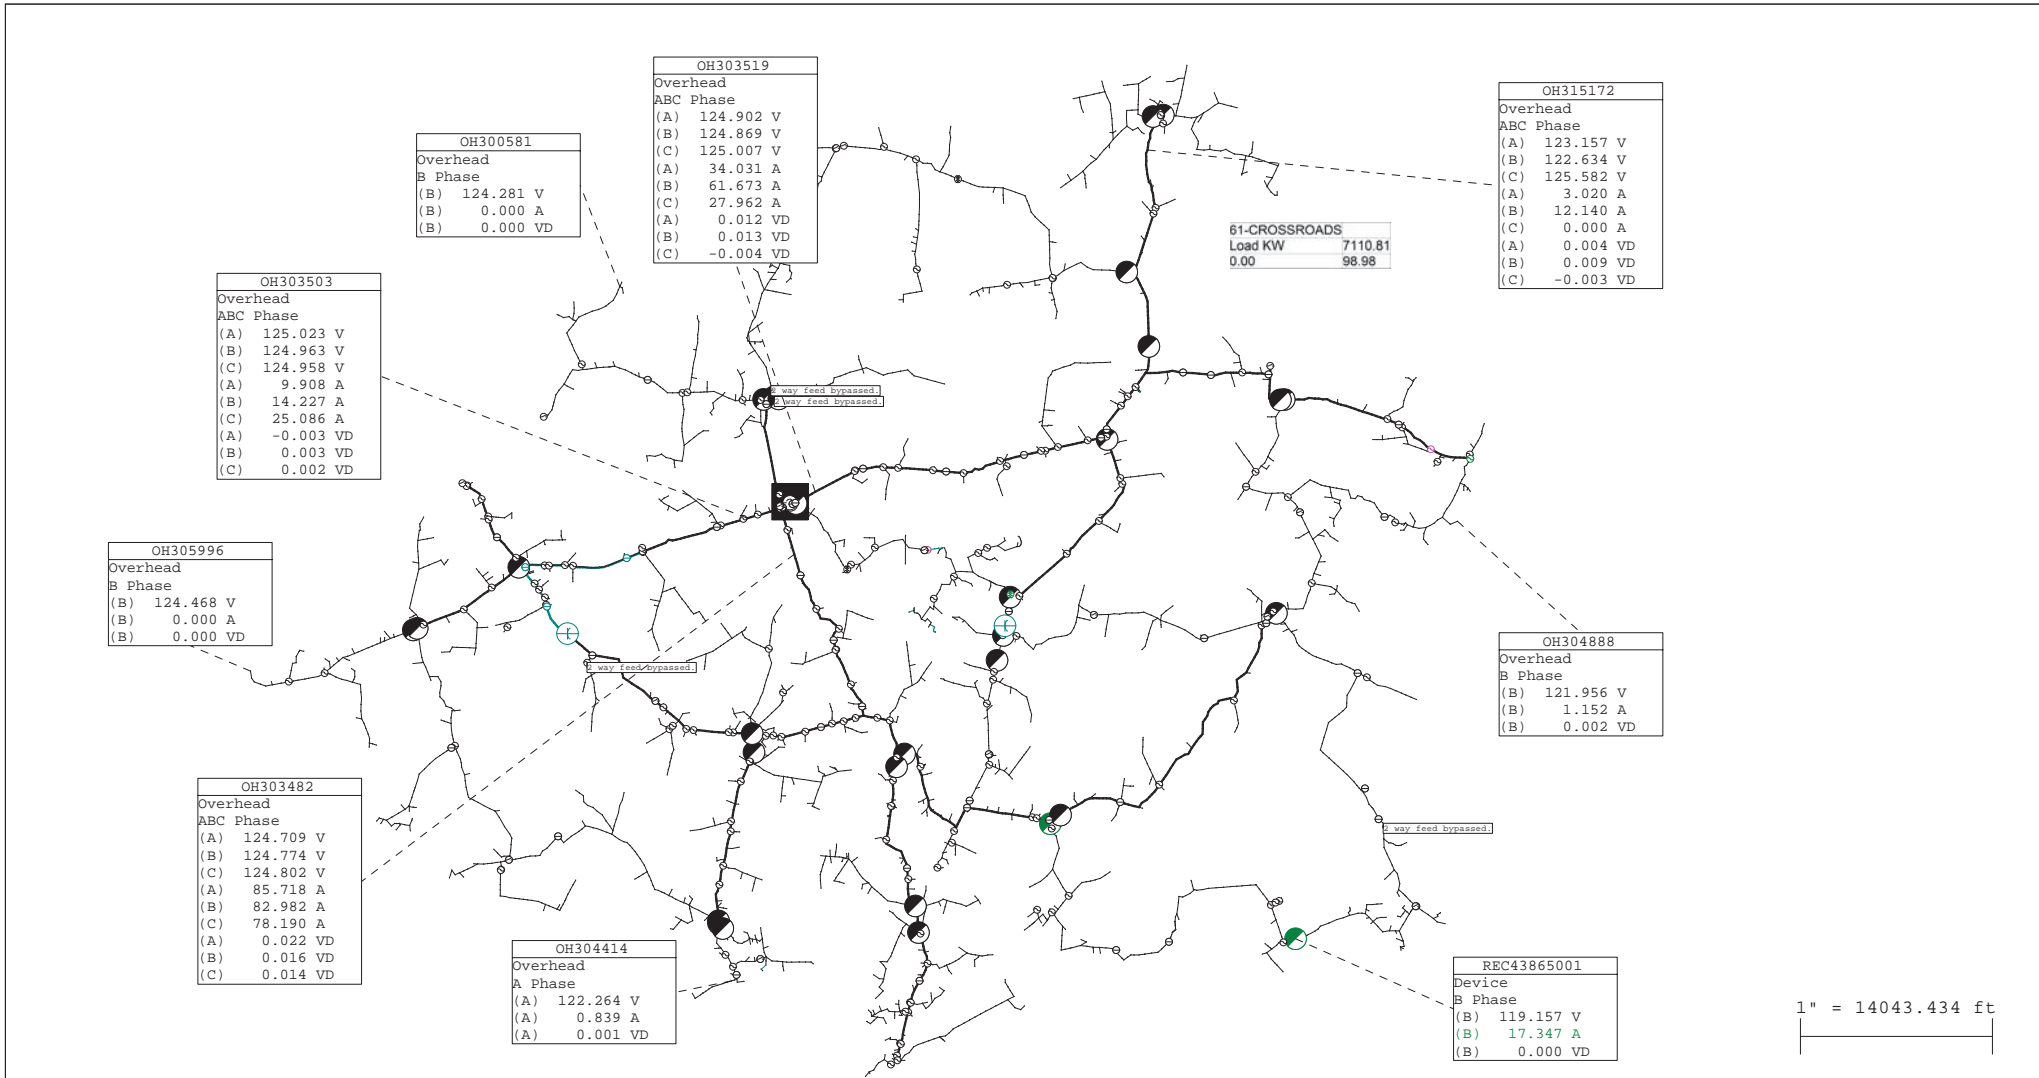 OH303519
Overhead
ABC Phase
(A) 124.902 V
(B) 124.869 V
(C) 125.007 V
(A) 34.031 A
(B) 61.673 A
(C) 27.962 A
(A) 0.012 VD
(B) 0.013 VD
(C) -0.004 VD
OH315172
Overhead
ABC Phase
(A) 123.157 V
(B) 122.634 V
(C) 125.582 V
(A) 3.020 A
(B) 12.140 A
(C) 0.000 A
(A) 0.004 VD
(B) 0.009 VD
(C) -0.003 VD
OH300581
Overhead
B Phase
(B) 124.281 V
(B) 0.000 A
(B) 0.000 VD
61-CROSSROADS
Load KW 7110.81
0.00 98.98
OH303503
Overhead
ABC Phase
(A) 125.023 V
(B) 124.963 V
(C) 124.958 V
(A) 9.908 A
(B) 14.227 A
(C) 25.086 A
(A) -0.003 VD
(B) 0.003 VD
(C) 0.002 VD
2 way feed bypassed.
2 way feed bypassed.
OH305996
Overhead
B Phase
(B) 124.468 V
(B) 0.000 A
(B) 0.000 VD
2 way feed bypassed.
OH304888
Overhead
B Phase
(B) 121.956 V
(B) 1.152 A
(B) 0.002 VD
OH303482
Overhead
ABC Phase
(A) 124.709 V
(B) 124.774 V
(C) 124.802 V
(A) 85.718 A
(B) 82.982 A
(C) 78.190 A
(A) 0.022 VD
(B) 0.016 VD
(C) 0.014 VD
2 way feed bypassed.
OH304414
Overhead
A Phase
(A) 122.264 V
(A) 0.839 A
(A) 0.001 VD
REC43865001
Device
B Phase
(B) 119.157 V
(B) 17.347 A
(B) 0.000 VD
1" = 14043.434 ft